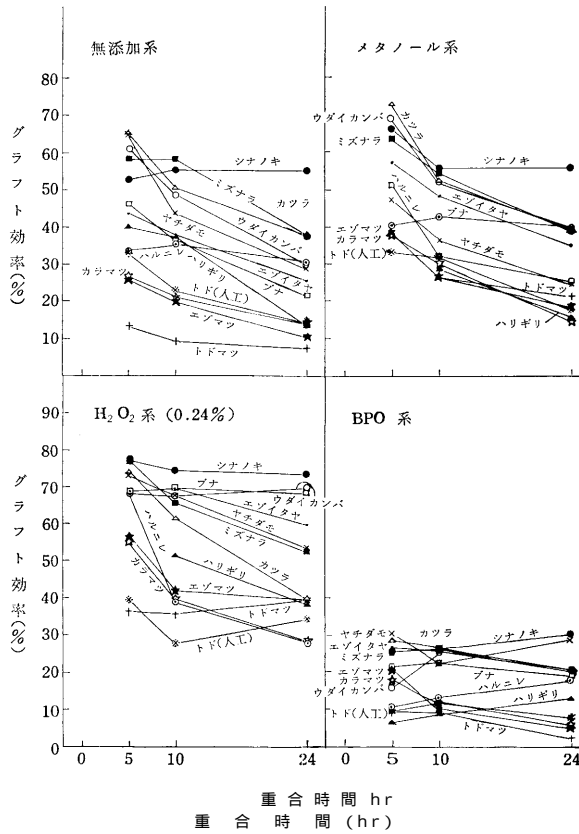 無添加系
メタノール系
グラフト効率(%)
80
70
60
50
40
30
20
10
シナノキ
ミズナラ
カツラ
ウダイカンバ
ヤチダモ
ハルニレ
ハリギリ
エゾイタヤ
ブナ
カラマツ
トド(人工)
エゾマツ
トドマツ
ウダイカンバ
カツラ
ミズナラ
シナノキ
エゾイタヤ
ブナ
ハルニレ
エゾマツ
カラマツ
ヤチダモ
トド(人工)
トドマツ
ハリギリ
H₂O₂系 (0.24%)
BPO 系
グラフト効率(%)
90
80
70
60
50
40
30
20
10
0
シナノキ
ブナ
ウダイカンバ
エゾイタヤ
ヤチダモ
ミズナラ
ハルニレ
カラマツ
ハリギリ
カツラ
エゾマツ
トドマツ
トド(人工)
ヤチダモ
カツラ
シナノキ
エゾイタヤ
ミズナラ
エゾマツ
カラマツ
ウダイカンバ
ブナ
ハルニレ
ハリギリ
トド(人工)
トドマツ
0 5 10 24
0 5 10 24
重合時間 hr
重合時間 (hr)